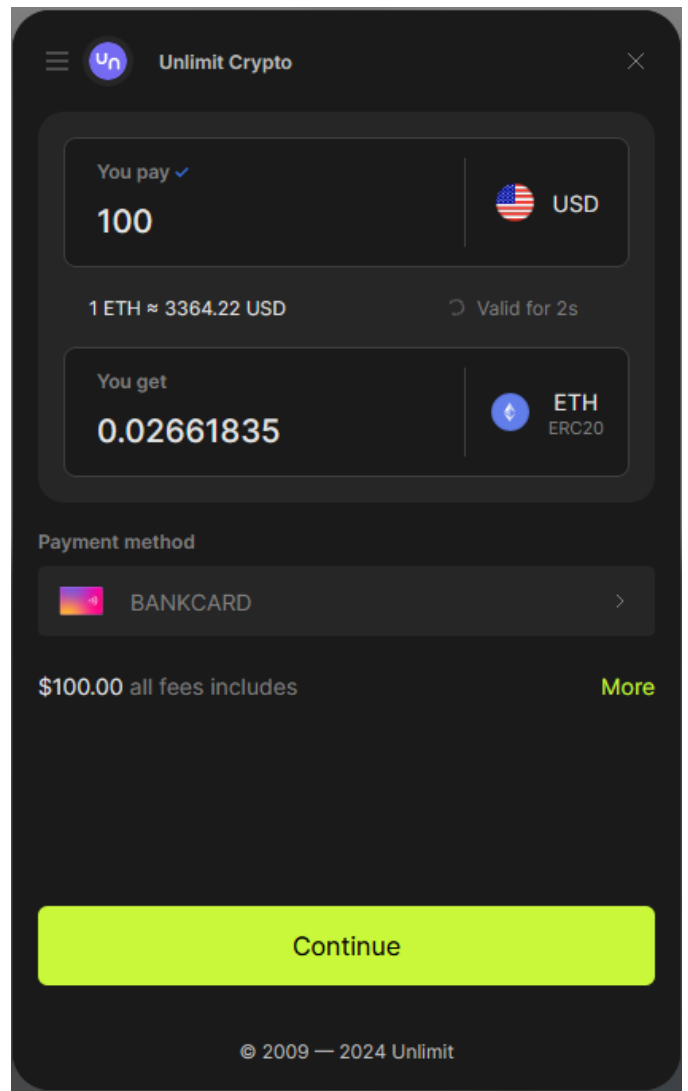 Un
Unlimit Crypto
You pay
100
USD
1 ETH ≈ 3364.22 USD
Valid for 2s
You get
0.02661835
ETH
ERC20
Payment method
BANKCARD
$100.00 all fees includes
More
Continue
© 2009 — 2024 Unlimit